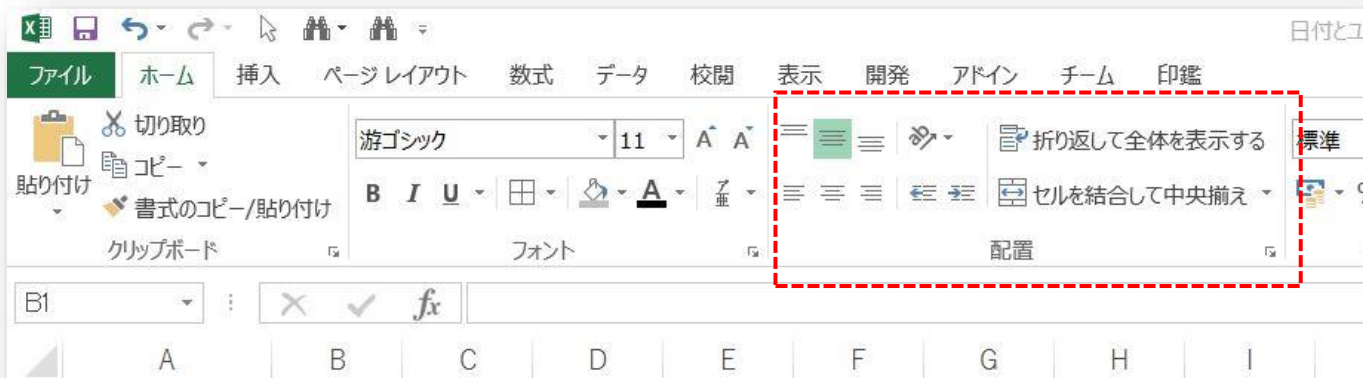 日付とユ
ファイル ホーム 挿入 ページ レイアウト 数式 データ 校閲 表示 開発 アドイン チーム 印鑑
切り取り
コピー
書式のコピー/貼り付け
貼り付け
クリップボード
游ゴシック 11 A A
B I U A
フォント
折り返して全体を表示する
セルを結合して中央揃え
配置
標準
B1 fx
A B C D E F G H I